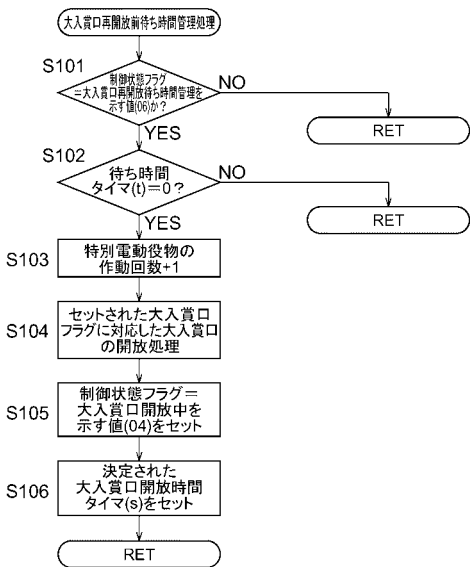 大入賞口再開放前待ち時間管理処理
S101
制御状態フラグ
=大入賞口再開放待ち時間管理を
示す値(06)か?
NO
RET
YES
S102
待ち時間
タイマ(t)=0?
NO
RET
YES
S103
特別電動役物の
作動回数+1
S104
セットされた大入賞口
フラグに対応した大入賞口
の開放処理
S105
制御状態フラグ=
大入賞口開放中を
示す値(04)をセット
S106
決定された
大入賞口開放時間
タイマ(s)をセット
RET